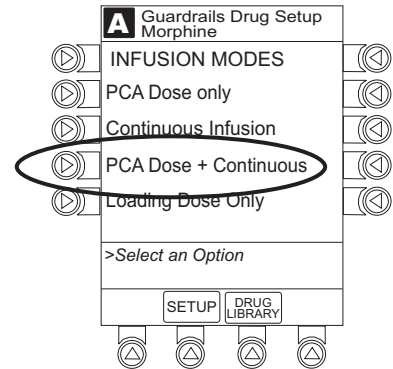 A Guardrails Drug Setup
Morphine
INFUSION MODES
PCA Dose only
Continuous Infusion
PCA Dose + Continuous
Loading Dose Only
>Select an Option
SETUP
DRUG
LIBRARY